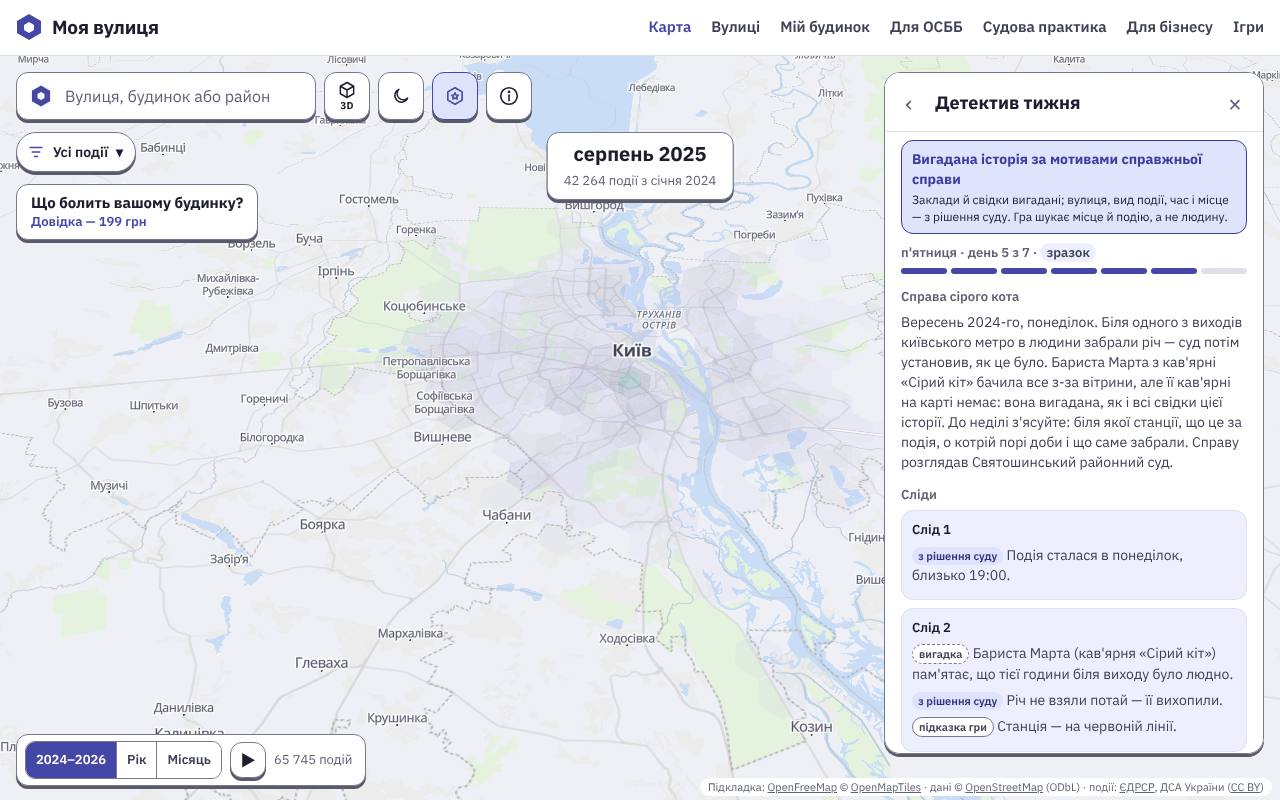 Моя вулиця
Карта Вулиці Мій будинок Для ОСББ Судова практика Для бізнесу Ігри
Мирча
Лісовичі
Калита
Вулиця, будинок або район
3D
Лебедівка
Літки
Усі події ▾
Бабинці
серпень 2025
42 264 події з січня 2024
Що болить вашому будинку?
Довідка — 199 грн
Гостомель
Вишгород
Пухівка
Зазим'я
Горенка
Буча
Погреби
Борзель
Ірпінь
Михайлівка-
Рубежівка
Коцюбинське
ТРУХАНІВ
ОСТРІВ
Київ
Дмитрівка
Петропавлівська
Борщагівка
Софіївська
Борщагівка
Бузова
Шпитьки
Гореничі
Білогородка
Вишневе
Музичі
Чабани
Боярка
Забір'я
Гнідин
Мархалівка
Ходосівка
Глеваха
Данилівка
Крушинка
Козин
Калинівка
2024–2026 Рік Місяць
65 745 подій
Детектив тижня
Вигадана історія за мотивами справжньої
справи
Заклади й свідки вигадані; вулиця, вид події, час і місце
— з рішення суду. Гра шукає місце й подію, а не людину.
п'ятниця · день 5 з 7 · зразок
Справа сірого кота
Вересень 2024-го, понеділок. Біля одного з виходів
київського метро в людини забрали річ — суд потім
установив, як це було. Бариста Марта з кав'ярні
«Сірий кіт» бачила все з-за вітрини, але її кав'ярні
на карті немає: вона вигадана, як і всі свідки цієї
історії. До неділі з'ясуйте: біля якої станції, що це за
подія, о котрій порі доби і що саме забрали. Справу
розглядав Святошинський районний суд.
Сліди
Слід 1
з рішення суду Подія сталася в понеділок,
близько 19:00.
Слід 2
вигадка Бариста Марта (кав'ярня «Сірий кіт»)
пам'ятає, що тієї години біля виходу було людно.
з рішення суду Річ не взяли потай — її вихопили.
підказка гри Станція — на червоній лінії.
Підкладка: OpenFreeMap © OpenMapTiles · дані © OpenStreetMap (ODbL) · події: ЄДРСР, ДСА України (CC BY)